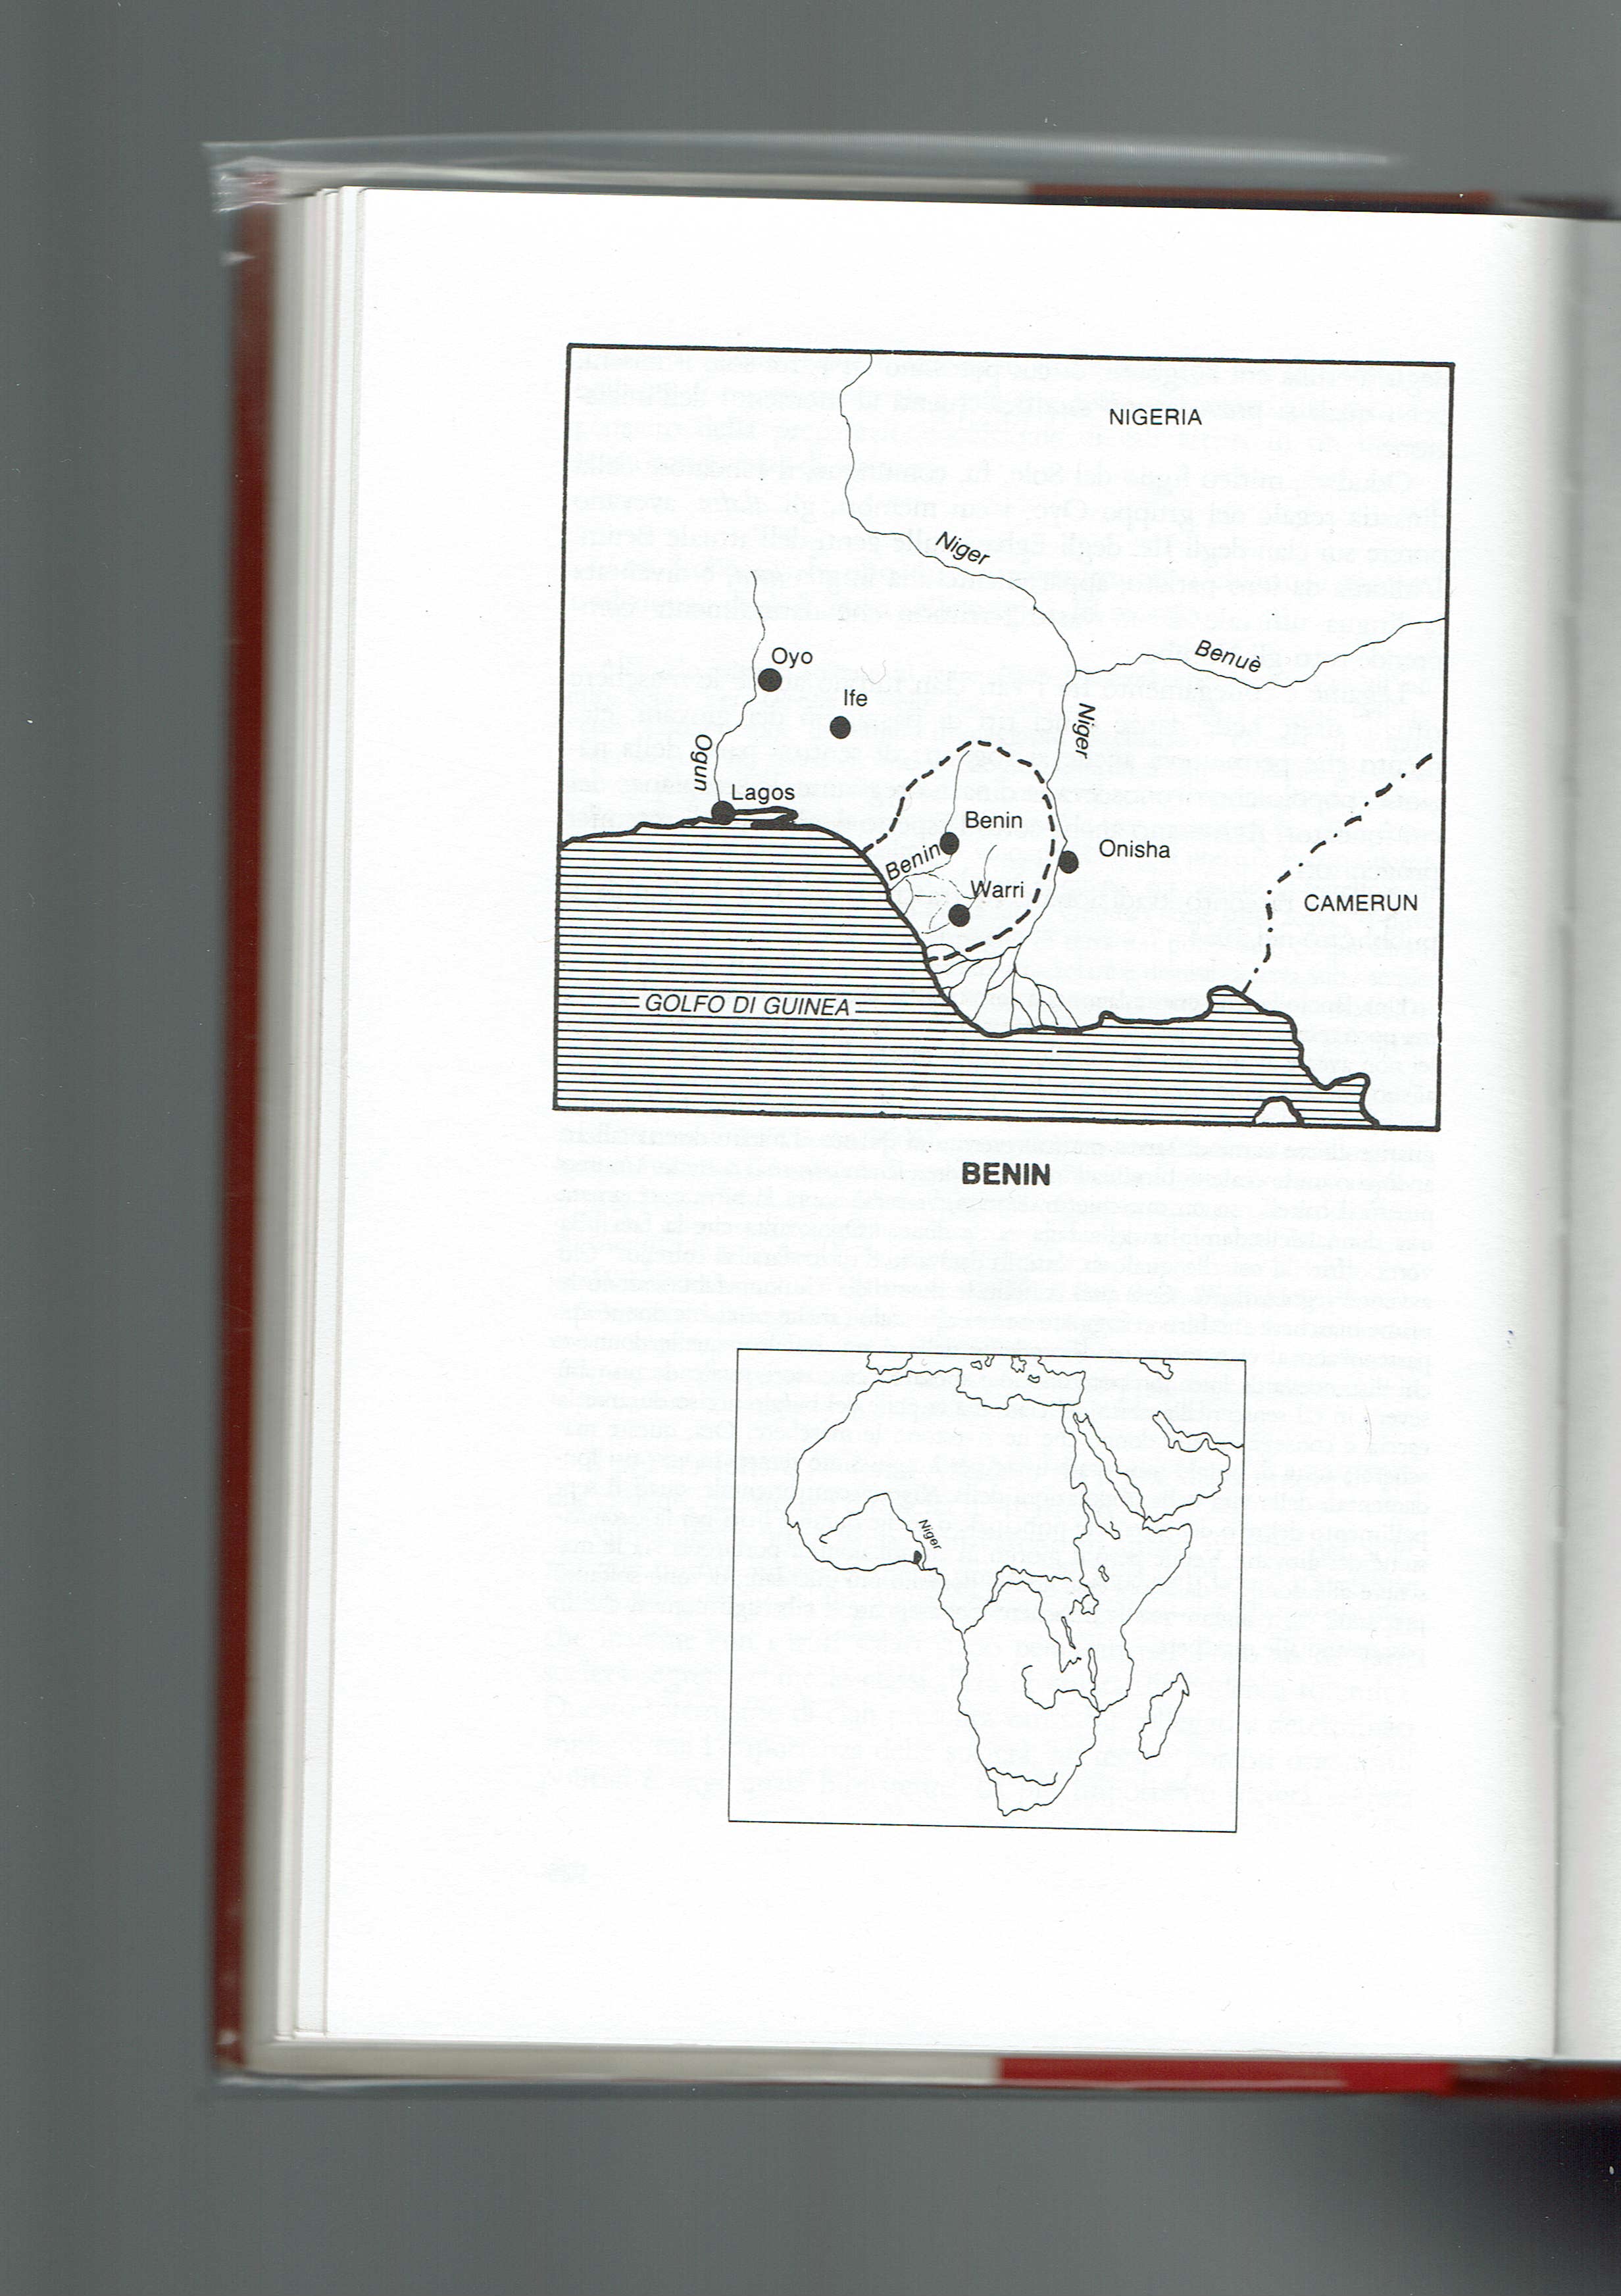 NIGERIA
Niger
Benuè
Oyo
Ife
Niger
Ogun
Lagos
Benin
Benin
Onisha
Warri
CAMERUN
GOLFO DI GUINEA
BENIN
Niger